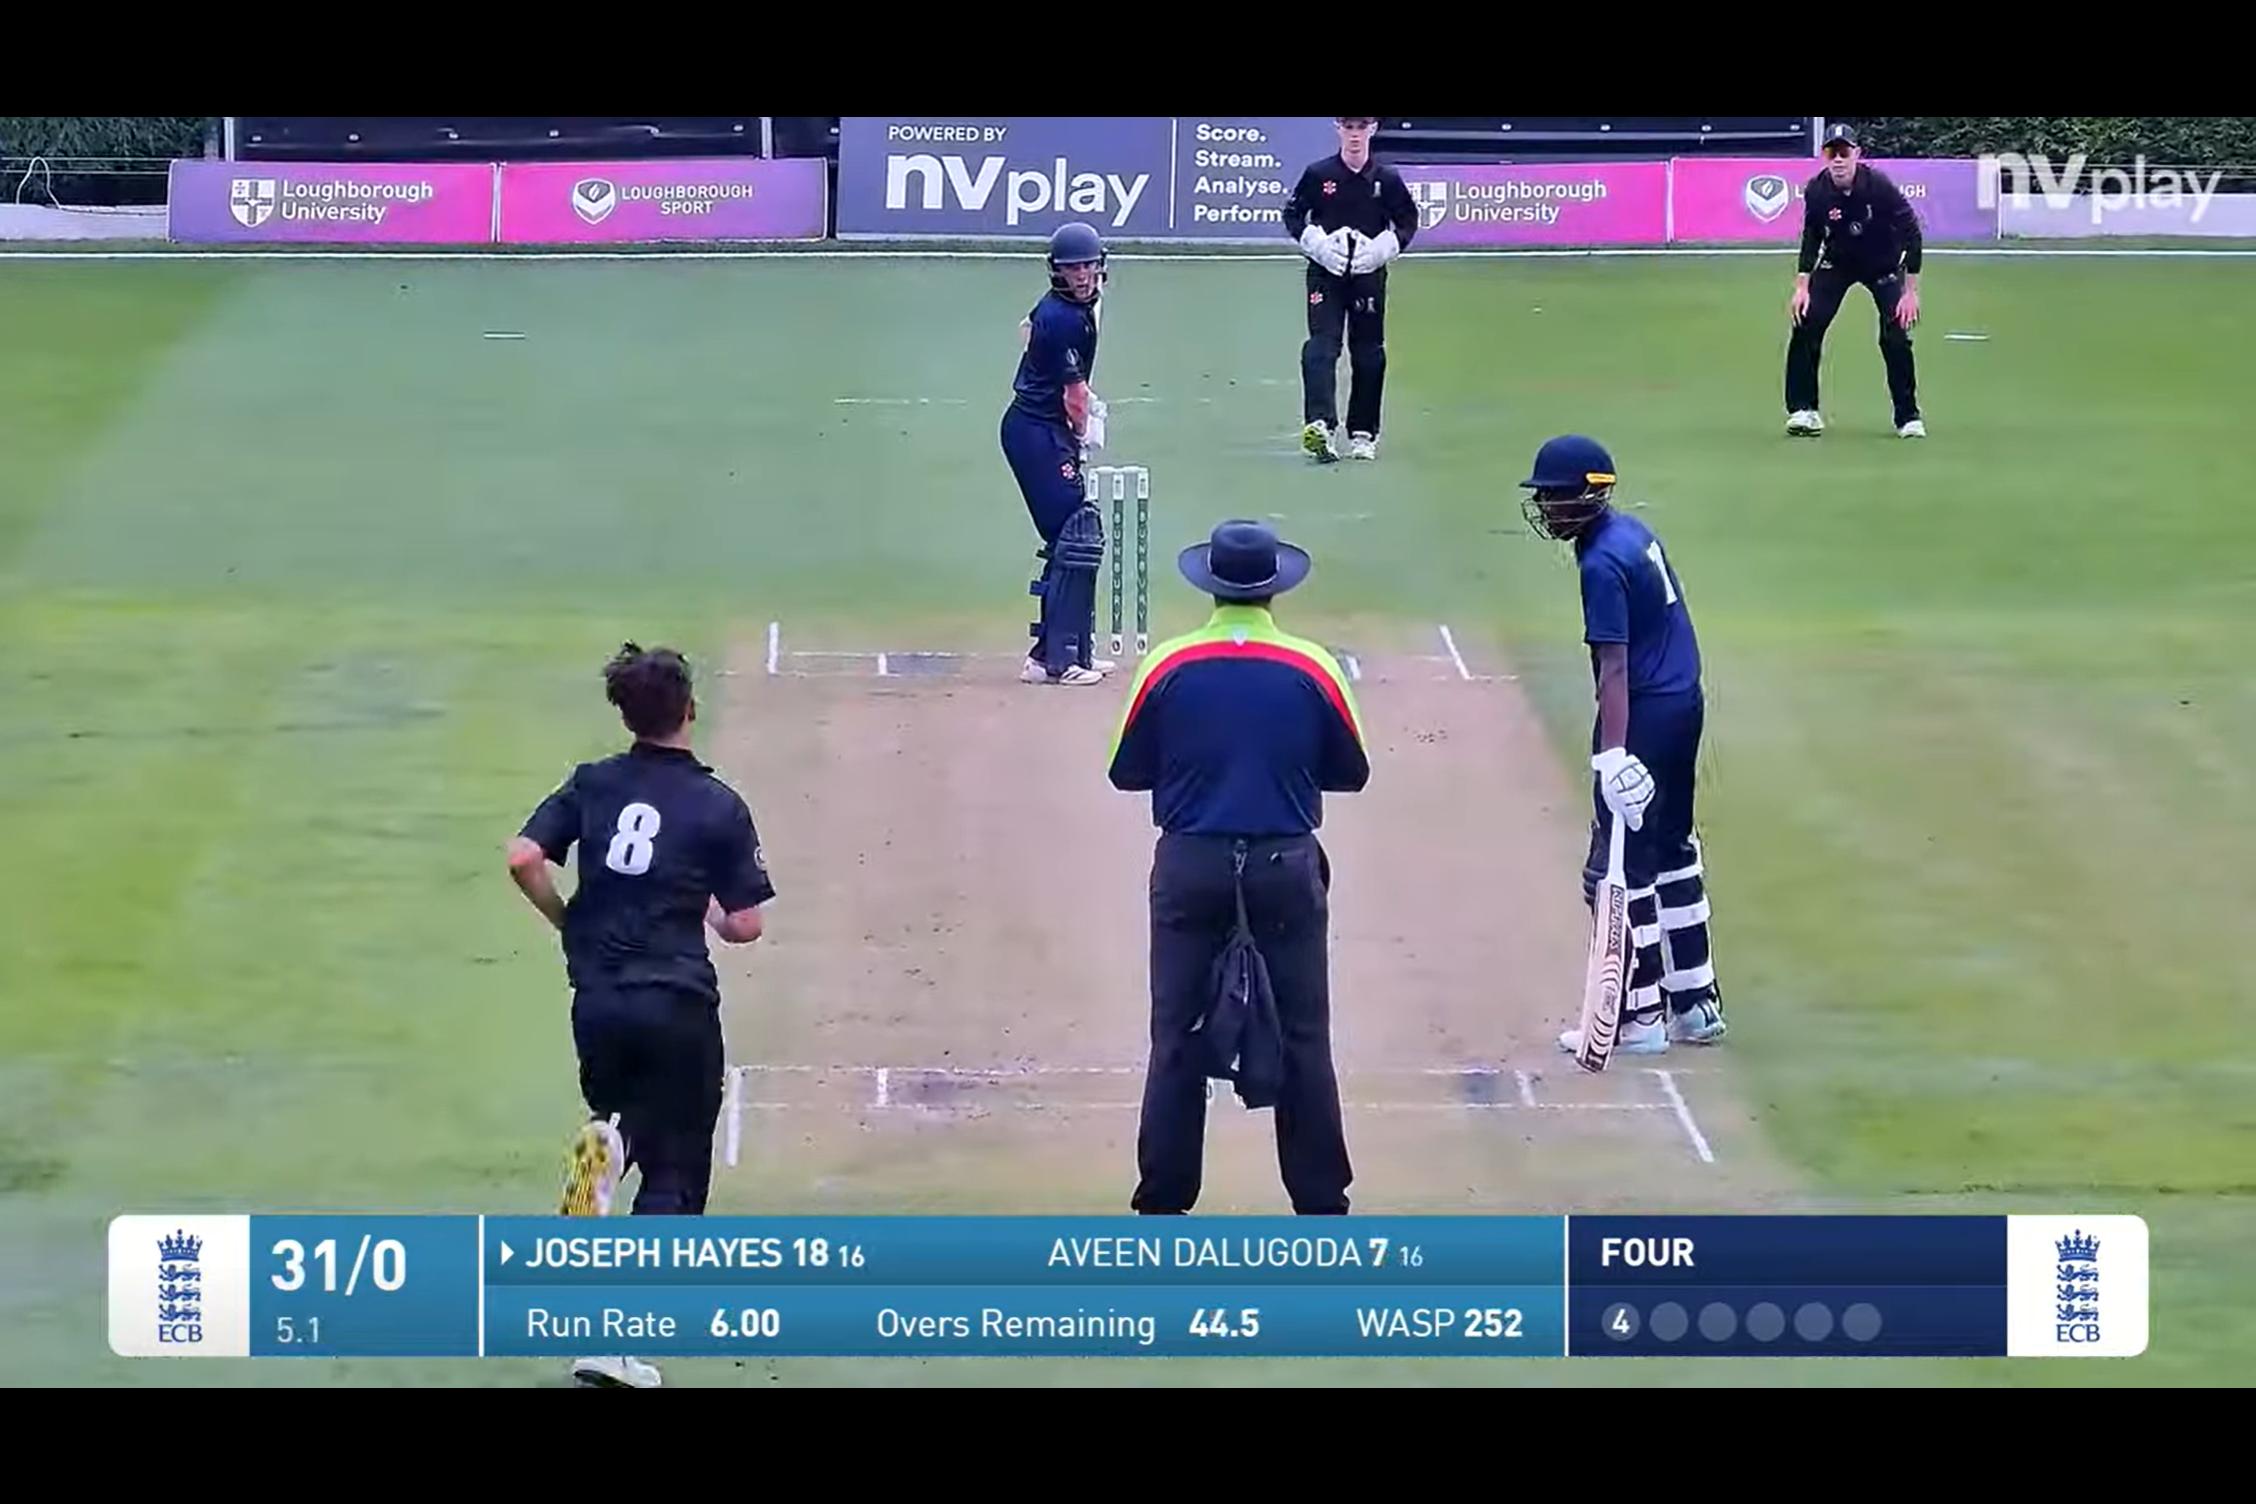 POWERED BY
nvplay
Score.
Stream.
Analyse.
Perform
Loughborough
University
LOUGHBOROUGH
SPORT
Loughborough
University
nvplay
BUNBURY
BUNBURY
8
31/0
5.1
ECB
JOSEPH HAYES 18 16
AVEEN DALUGODA 7 16
Run Rate 6.00
Overs Remaining 44.5
WASP 252
FOUR
4
ECB